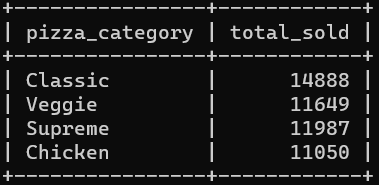 pizza_category | total_sold
Classic | 14888
Veggie | 11649
Supreme | 11987
Chicken | 11050